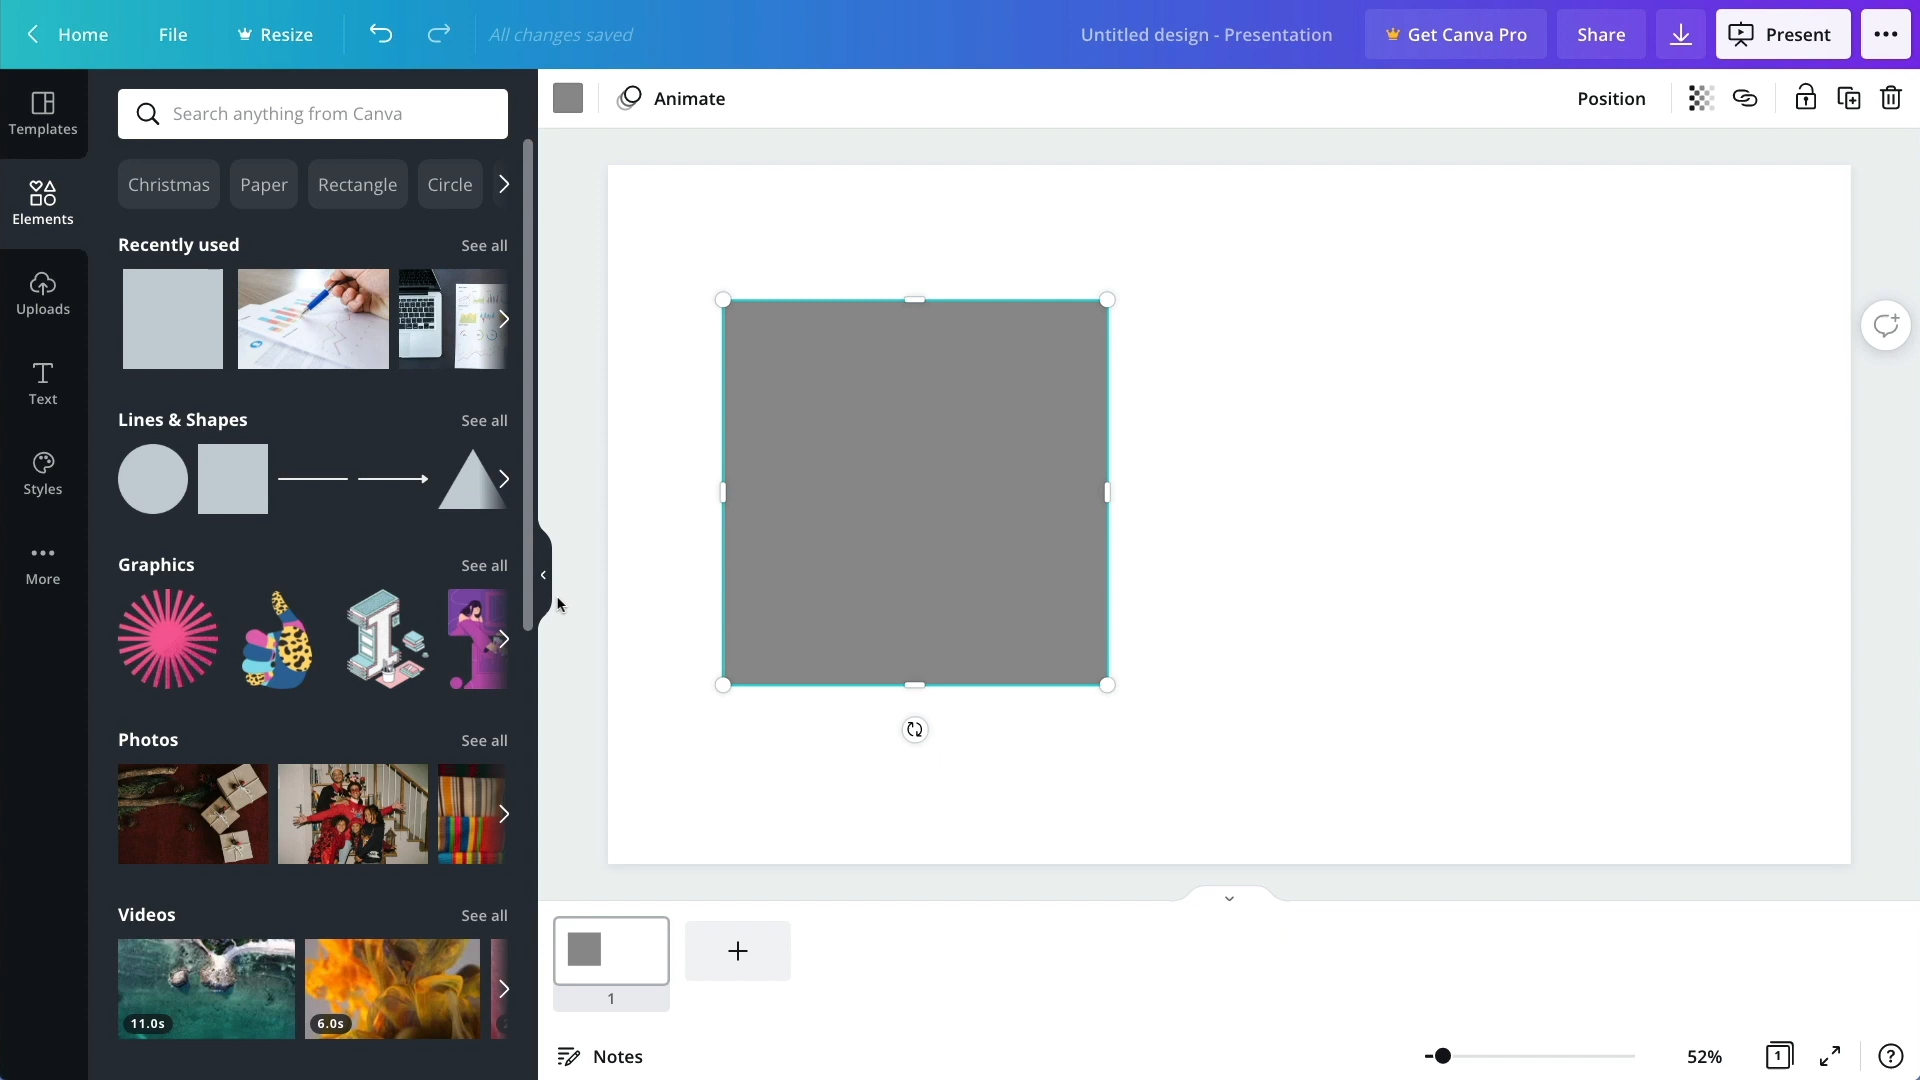 Home
File
Resize
All changes saved
Untitled design - Presentation
Get Canva Pro
Share
Present
Templates
Elements
Uploads
Text
Styles
More
Search anything from Canva
Christmas
Paper
Rectangle
Circle
Recently used
See all
Lines & Shapes
See all
Graphics
See all
Photos
See all
Videos
See all
11.0s
6.0s
Animate
Position
1
Notes
52%
1
?